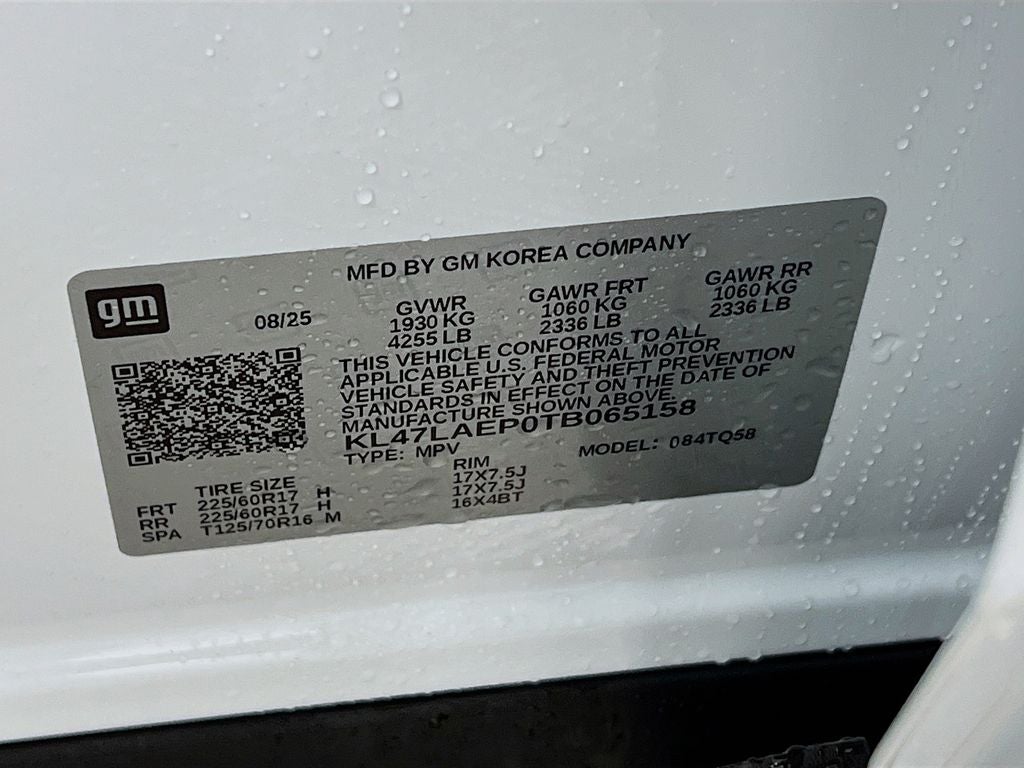 MFD BY GM KOREA COMPANY
gm
08/25
GVWR GAWR FRT GAWR RR
1930 KG 1060 KG 1060 KG
4255 LB 2336 LB 2336 LB
THIS VEHICLE CONFORMS TO ALL
APPLICABLE U.S. FEDERAL MOTOR
VEHICLE SAFETY AND THEFT PREVENTION
STANDARDS IN EFFECT ON THE DATE OF
MANUFACTURE SHOWN ABOVE.
KL47LAEP0TB065158
TYPE: MPV MODEL: 084TQ58
TIRE SIZE RIM
FRT 225/60R17 H 17X7.5J
RR 225/60R17 H 17X7.5J
SPA T125/70R16 M 16X4BT